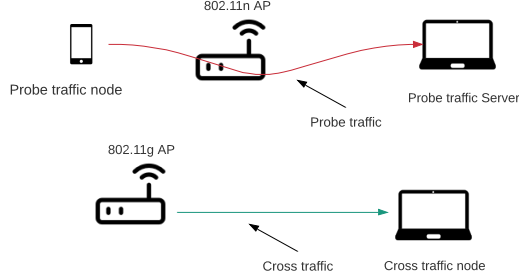 802.11n AP
Probe traffic node
Probe traffic Server
Probe traffic
802.11g AP
Cross traffic
Cross traffic node